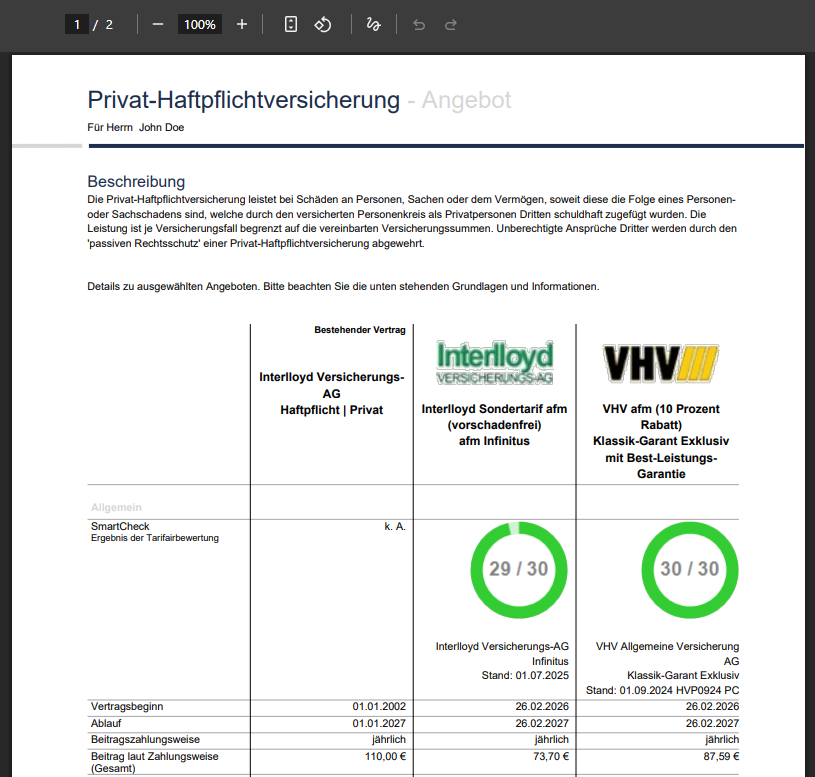 1 / 2
100%
Privat-Haftpflichtversicherung - Angebot
Für Herrn John Doe
Beschreibung
Die Privat-Haftpflichtversicherung leistet bei Schäden an Personen, Sachen oder dem Vermögen, soweit diese die Folge eines Personen-
oder Sachschadens sind, welche durch den versicherten Personenkreis als Privatpersonen Dritten schuldhaft zugefügt wurden. Die
Leistung ist je Versicherungsfall begrenzt auf die vereinbarten Versicherungssummen. Unberechtigte Ansprüche Dritter werden durch den
'passiven Rechtsschutz' einer Privat-Haftpflichtversicherung abgewehrt.
Details zu ausgewählten Angeboten. Bitte beachten Sie die unten stehenden Grundlagen und Informationen.
Bestehender Vertrag
Interlloyd Versicherungs-
AG
Haftpflicht | Privat
Interlloyd
VERSICHERUNGS-AG
Interlloyd Sondertarif afm
(vorschadenfrei)
afm Infinitus
VHV
VHV afm (10 Prozent
Rabatt)
Klassik-Garant Exklusiv
mit Best-Leistungs-
Garantie
Allgemein
SmartCheck
Ergebnis der Tarifairbewertung
k. A.
29 / 30
Interlloyd Versicherungs-AG
Infinitus
Stand: 01.07.2025
30 / 30
VHV Allgemeine Versicherung
AG
Klassik-Garant Exklusiv
Stand: 01.09.2024 HVP0924 PC
Vertragsbeginn 01.01.2002 26.02.2026 26.02.2026
Ablauf 01.01.2027 26.02.2027 26.02.2027
Beitragszahlungsweise jährlich jährlich jährlich
Beitrag laut Zahlungsweise 110,00 € 73,70 € 87,59 €
(Gesamt)